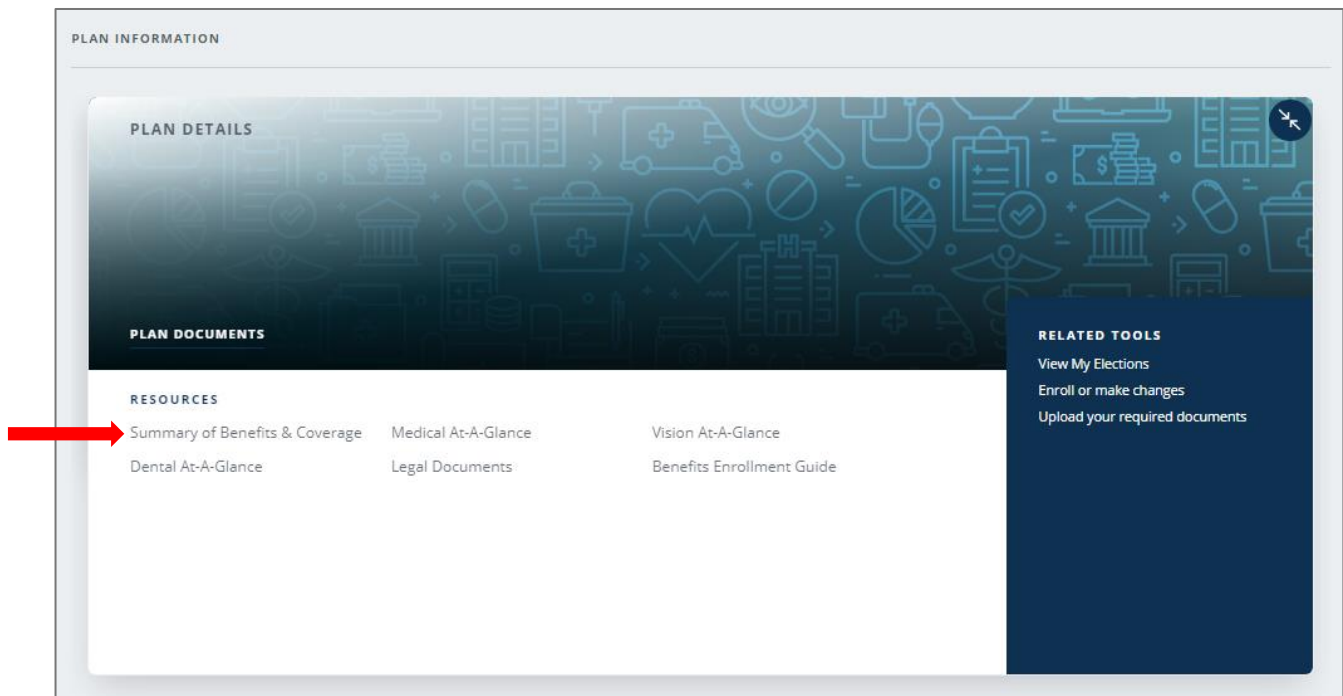 PLAN INFORMATION
PLAN DETAILS
PLAN DOCUMENTS
RESOURCES
Summary of Benefits & Coverage Medical At-A-Glance Vision At-A-Glance
Dental At-A-Glance Legal Documents Benefits Enrollment Guide
RELATED TOOLS
View My Elections
Enroll or make changes
Upload your required documents